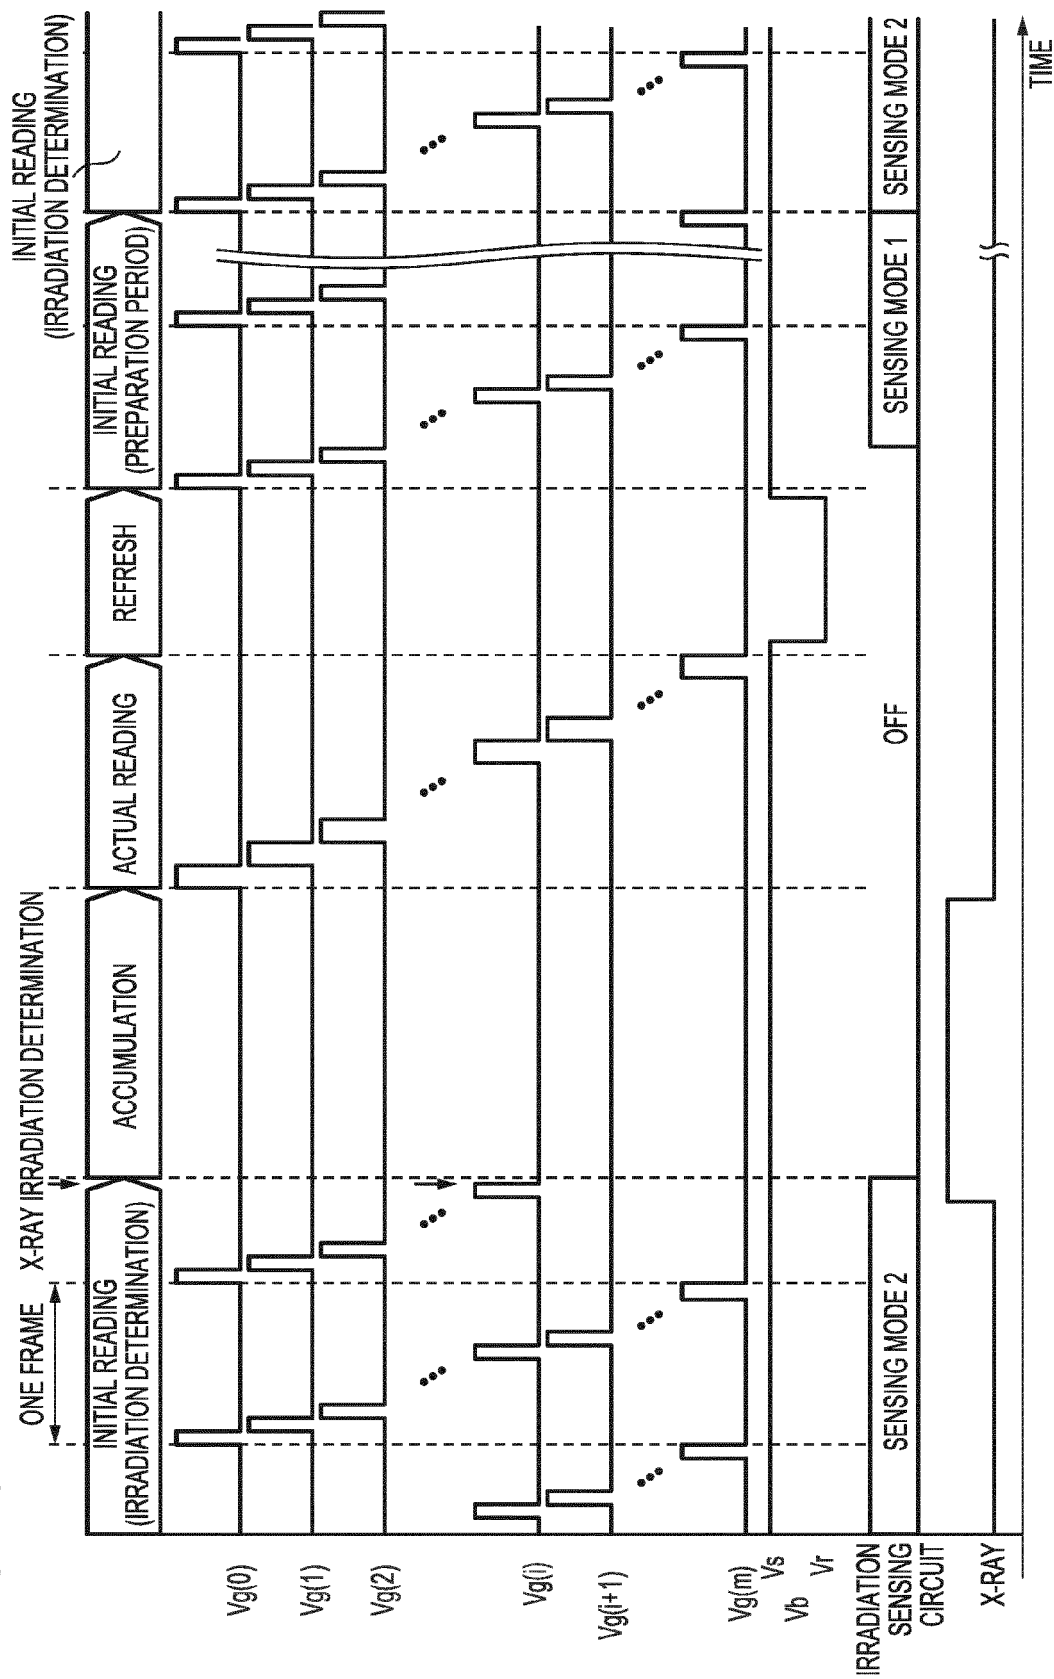 INITIAL READING
(IRRADIATION DETERMINATION)
X-RAY IRRADIATION DETERMINATION
ONE FRAME
INITIAL READING
(IRRADIATION DETERMINATION)
ACCUMULATION
ACTUAL READING
REFRESH
INITIAL READING
(PREPARATION PERIOD)
Vg(0)
Vg(1)
Vg(2)
Vg(i)
Vg(i+1)
Vg(m)
Vs
Vb
Vr
IRRADIATION
SENSING
CIRCUIT
SENSING MODE 2
OFF
SENSING MODE 1
SENSING MODE 2
X-RAY
TIME